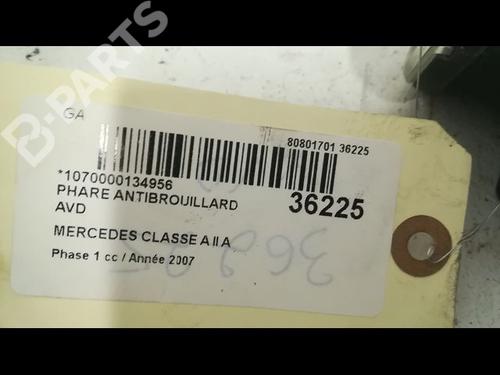 B-PARTS
GA
80801701 36225
*1070000134956
PHARE ANTIBROUILLARD
AVD
36225
MERCEDES CLASSE A II A
Phase 1 cc / Année 2007